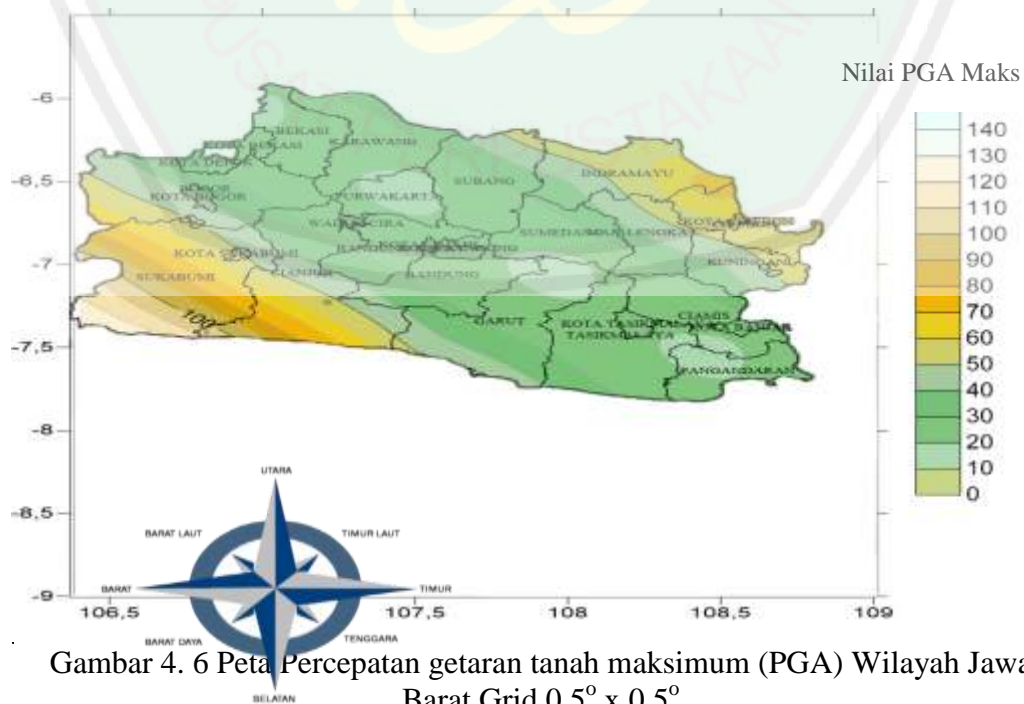 PUSAT
USTAKAAN
Nilai PGA Maks
-6
-6.5
-7
-7.5
-8
-8,5
-9
106,5
107,5
108
108,5
109
140
130
120
110
100
90
80
70
60
50
40
30
20
10
0
BEKASI
KOTA BEKASI
KARAWANG
KOTA DEPOK
BOGOR
KOTA BOGOR
PURWAKARTA
SUBANG
INDRAMAYU
SUMEDANG
MAJALENGKA
KUNINGAN
KOTA SUKABUMI
SUKABUMI
CIANJUR
BANDUNG
100
GARUT
CIAMIS
TASIKMALAYA
PANGANDARAN
UTARA
BARAT LAUT
TIMUR LAUT
BARAT
TIMUR
BARAT DAYA
TENGGARA
SELATAN
Gambar 4. 6 Peta Percepatan getaran tanah maksimum (PGA) Wilayah Jawa
Barat Grid 0,5° x 0,5°